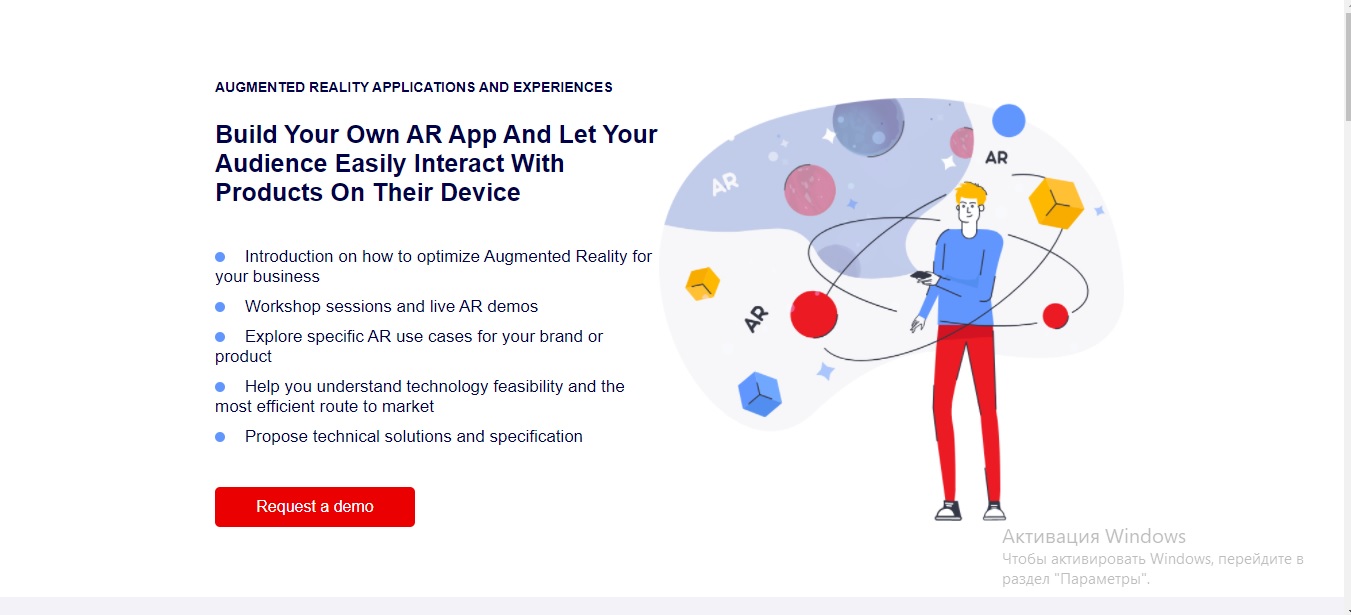 AUGMENTED REALITY APPLICATIONS AND EXPERIENCES
Build Your Own AR App And Let Your
Audience Easily Interact With
Products On Their Device
Introduction on how to optimize Augmented Reality for
your business
Workshop sessions and live AR demos
Explore specific AR use cases for your brand or
product
Help you understand technology feasibility and the
most efficient route to market
Propose technical solutions and specification
Request a demo
AR
AR
AR
Активация Windows
Чтобы активировать Windows, перейдите в
раздел "Параметры".